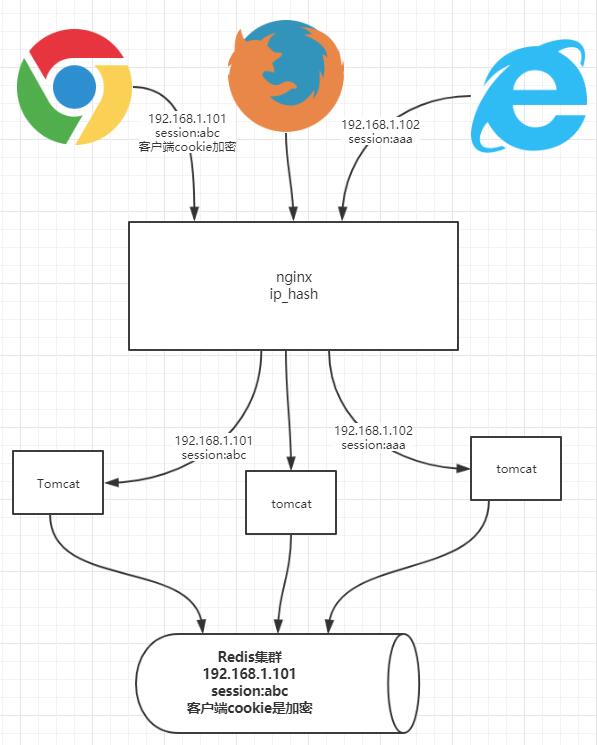 192.168.1.101
session:abc
客户端cookie加密
192.168.1.102
session:aaa
nginx
ip_hash
192.168.1.101
session:abc
192.168.1.102
session:aaa
Tomcat
tomcat
tomcat
Redis集群
192.168.1.101
session:abc
客户端cookie是加密